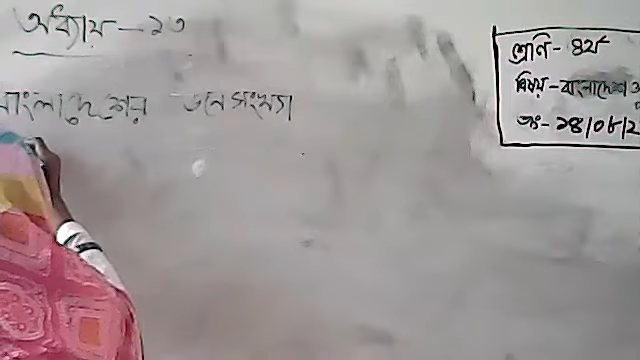 অধ্যায় - ১৩
বাংলাদেশের জনসংখ্যা
শ্রেণি - ৪র্থ
বিষয় - বাংলাদেশ ও
তাং - ১৪/০৮/২